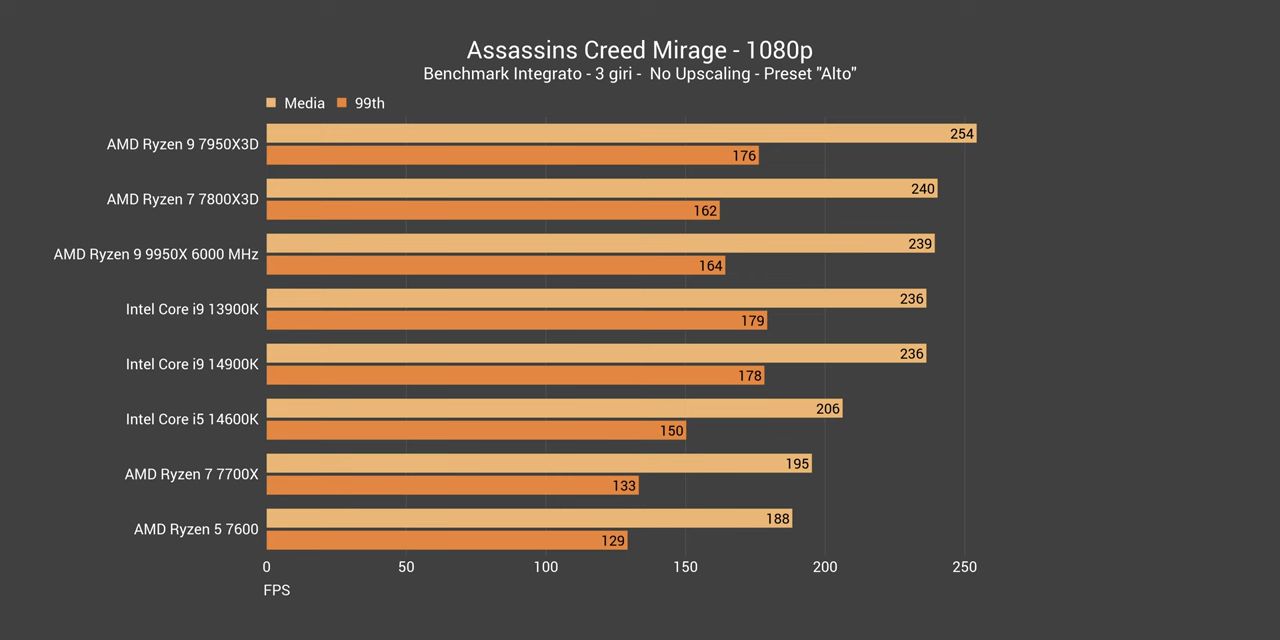 Assassins Creed Mirage - 1080p
Benchmark Integrato - 3 giri - No Upscaling - Preset "Alto"
Media 99th
AMD Ryzen 9 7950X3D 254
176
AMD Ryzen 7 7800X3D 240
162
AMD Ryzen 9 9950X 6000 MHz 239
164
Intel Core i9 13900K 236
179
Intel Core i9 14900K 236
178
Intel Core i5 14600K 206
150
AMD Ryzen 7 7700X 195
133
AMD Ryzen 5 7600 188
129
0 50 100 150 200 250
FPS